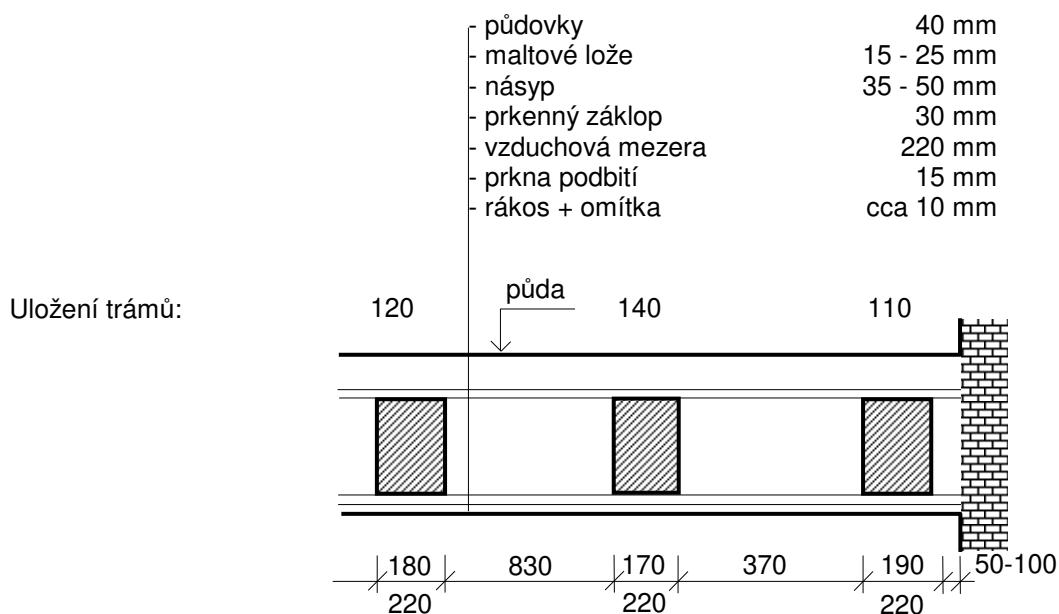 - půdovky 40 mm
- maltové lože 15 - 25 mm
- násyp 35 - 50 mm
- prkenný záklop 30 mm
- vzduchová mezera 220 mm
- prkna podbití 15 mm
- rákos + omítka cca 10 mm
půda
Uložení trámů: 120 140 110
180 830 170 370 190 50-100
220 220 220